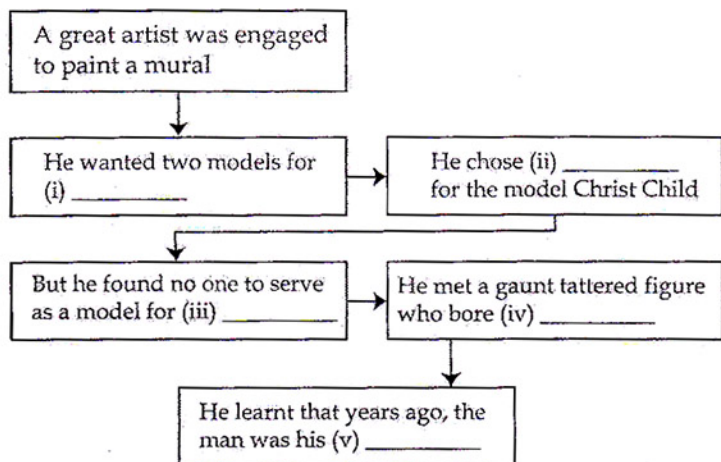 A great artist was engaged
to paint a mural
He wanted two models for
(i) __________
He chose (ii) __________
for the model Christ Child
But he found no one to serve
as a model for (iii) __________
He met a gaunt tattered figure
who bore (iv) __________
He learnt that years ago, the
man was his (v) __________